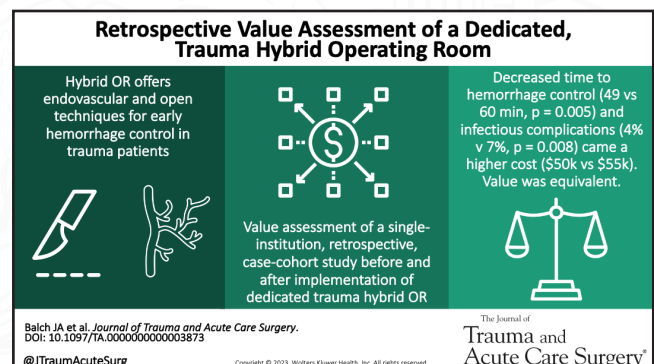 Retrospective Value Assessment of a Dedicated,
Trauma Hybrid Operating Room
Hybrid OR offers
endovascular and open
techniques for early
hemorrhage control in
trauma patients
$
Value assessment of a single-
institution, retrospective,
case-cohort study before and
after implementation of
dedicated trauma hybrid OR
Decreased time to
hemorrhage control (49 vs
60 min, p = 0.005) and
infectious complications (4%
v 7%, p = 0.008) came a
higher cost ($50k vs $55k).
Value was equivalent.
Balch JA et al. Journal of Trauma and Acute Care Surgery.
DOI: 10.1097/TA.0000000000003873
@JTraumAcuteSurg
Copyright © 2023 Wolters Kluwer Health, Inc. All rights reserved
The Journal of
Trauma and
Acute Care Surgery®